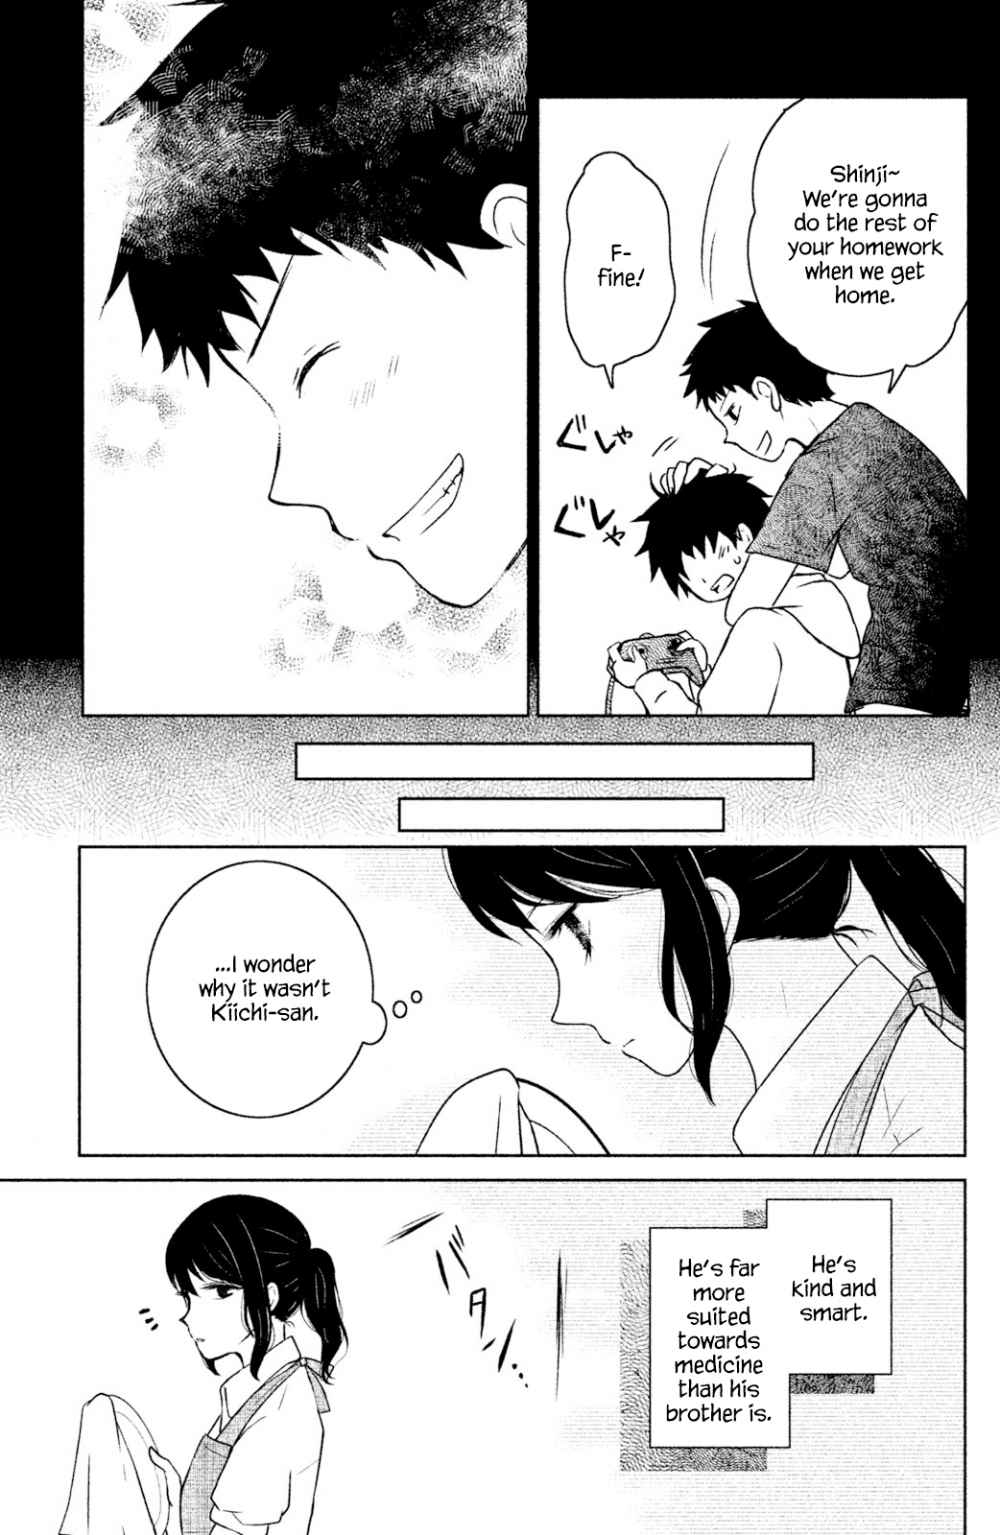 Shinji~
We're gonna
do the rest of
your homework
when we get
home.
F-
fine!
ぐしゃ
ぐしゃ
...I wonder
why it wasn't
Kiichi-san.
He's
kind and
smart.
He's far
more
suited
towards
medicine
than his
brother is.